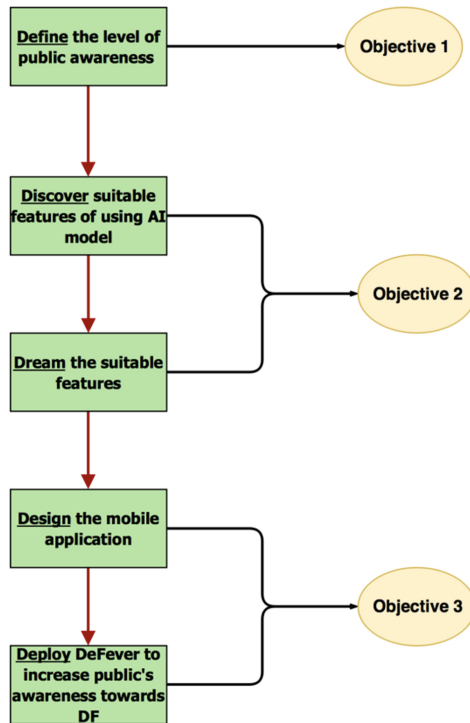 Define the level of
public awareness
Objective 1
Discover suitable
features of using AI
model
Objective 2
Dream the suitable
features
Design the mobile
application
Objective 3
Deploy DeFever to
increase public's
awareness towards
DF